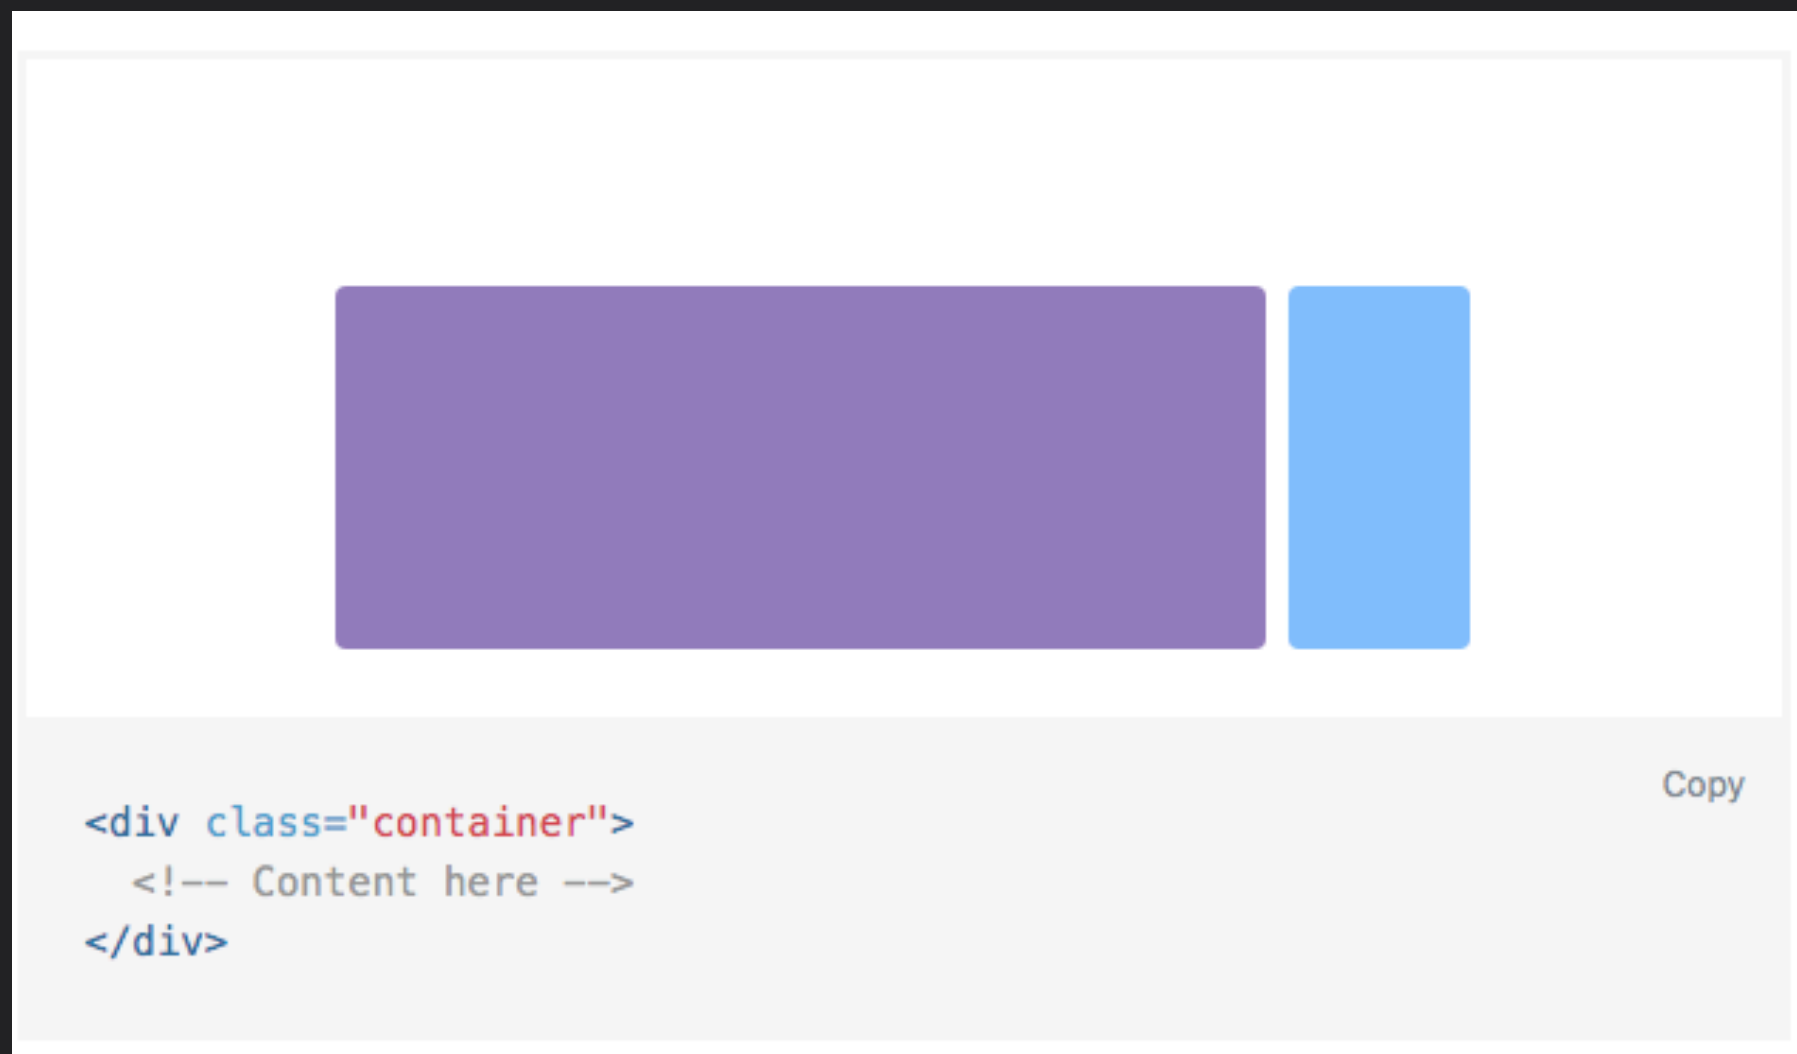 Copy
<div class="container">
  <!-- Content here -->
</div>